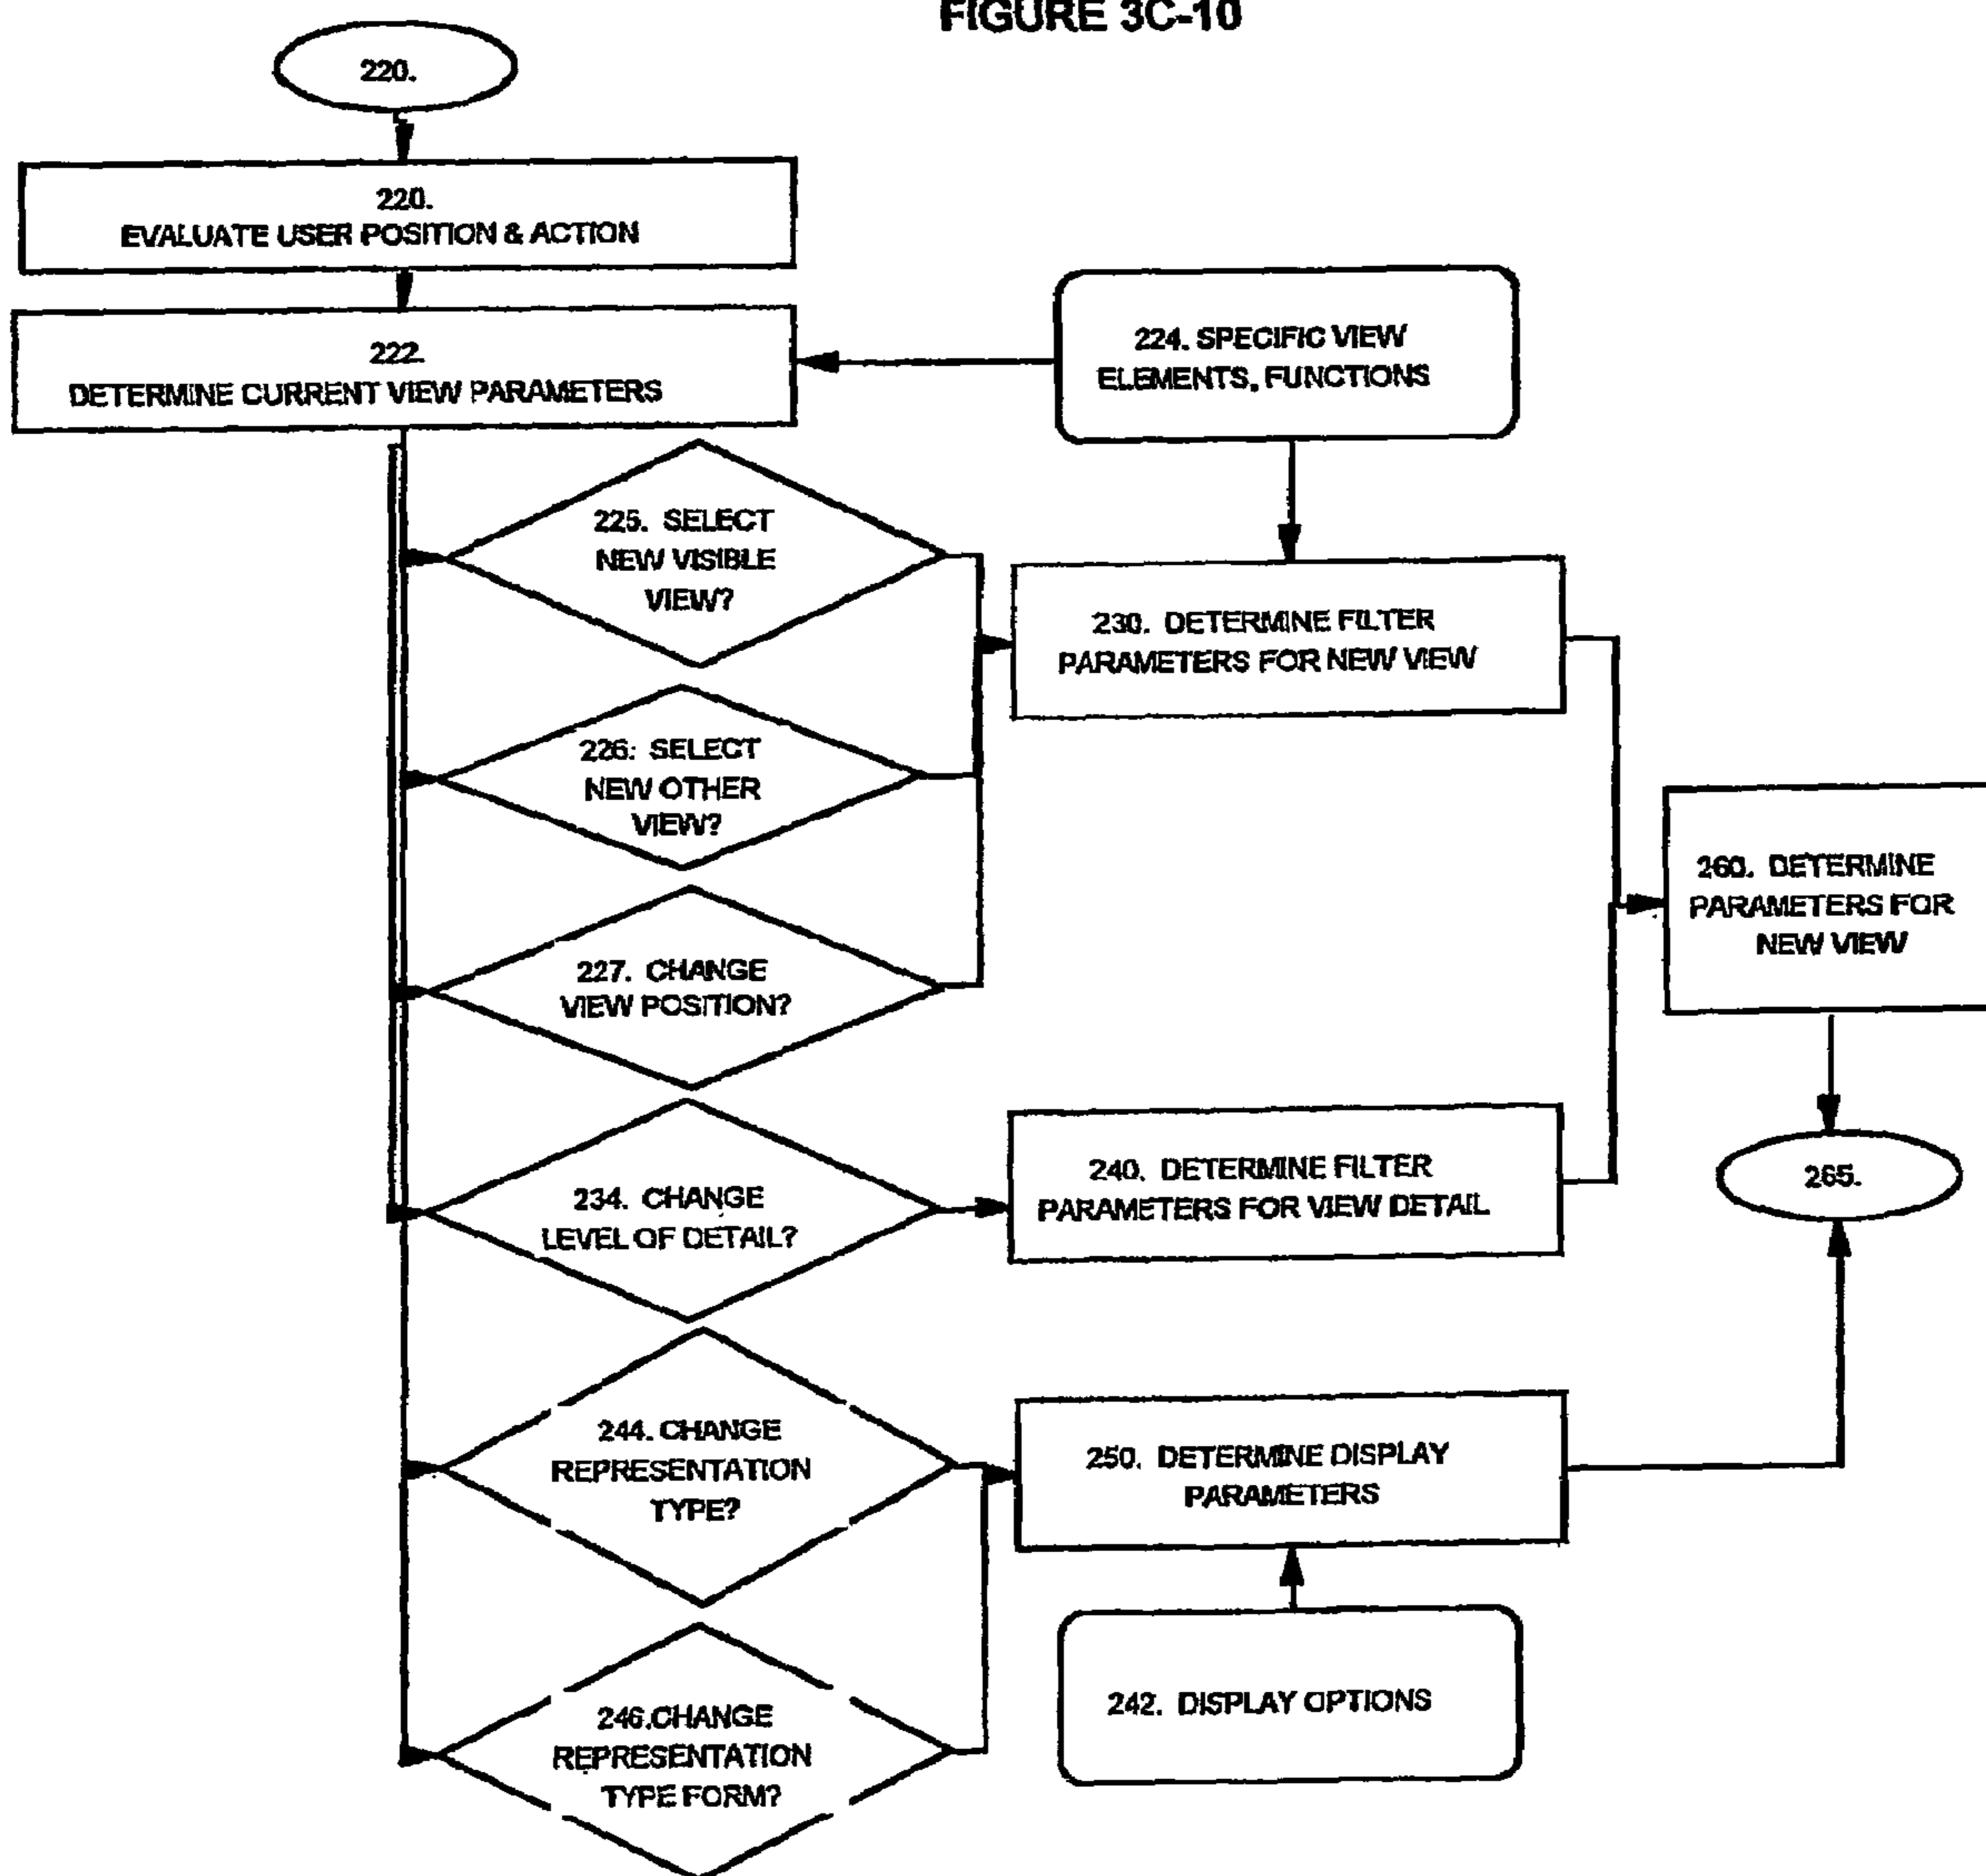 FIGURE 3C-10
220.
220.
EVALUATE USER POSITION & ACTION
222.
DETERMINE CURRENT VIEW PARAMETERS
224. SPECIFIC VIEW
ELEMENTS, FUNCTIONS
225. SELECT
NEW VISIBLE
VIEW?
230. DETERMINE FILTER
PARAMETERS FOR NEW VIEW
226: SELECT
NEW OTHER
VIEW?
260. DETERMINE
PARAMETERS FOR
NEW VIEW
227. CHANGE
VIEW POSITION?
234. CHANGE
LEVEL OF DETAIL?
240. DETERMINE FILTER
PARAMETERS FOR VIEW DETAIL
265.
244. CHANGE
REPRESENTATION
TYPE?
250. DETERMINE DISPLAY
PARAMETERS
246.CHANGE
REPRESENTATION
TYPE FORM?
242. DISPLAY OPTIONS